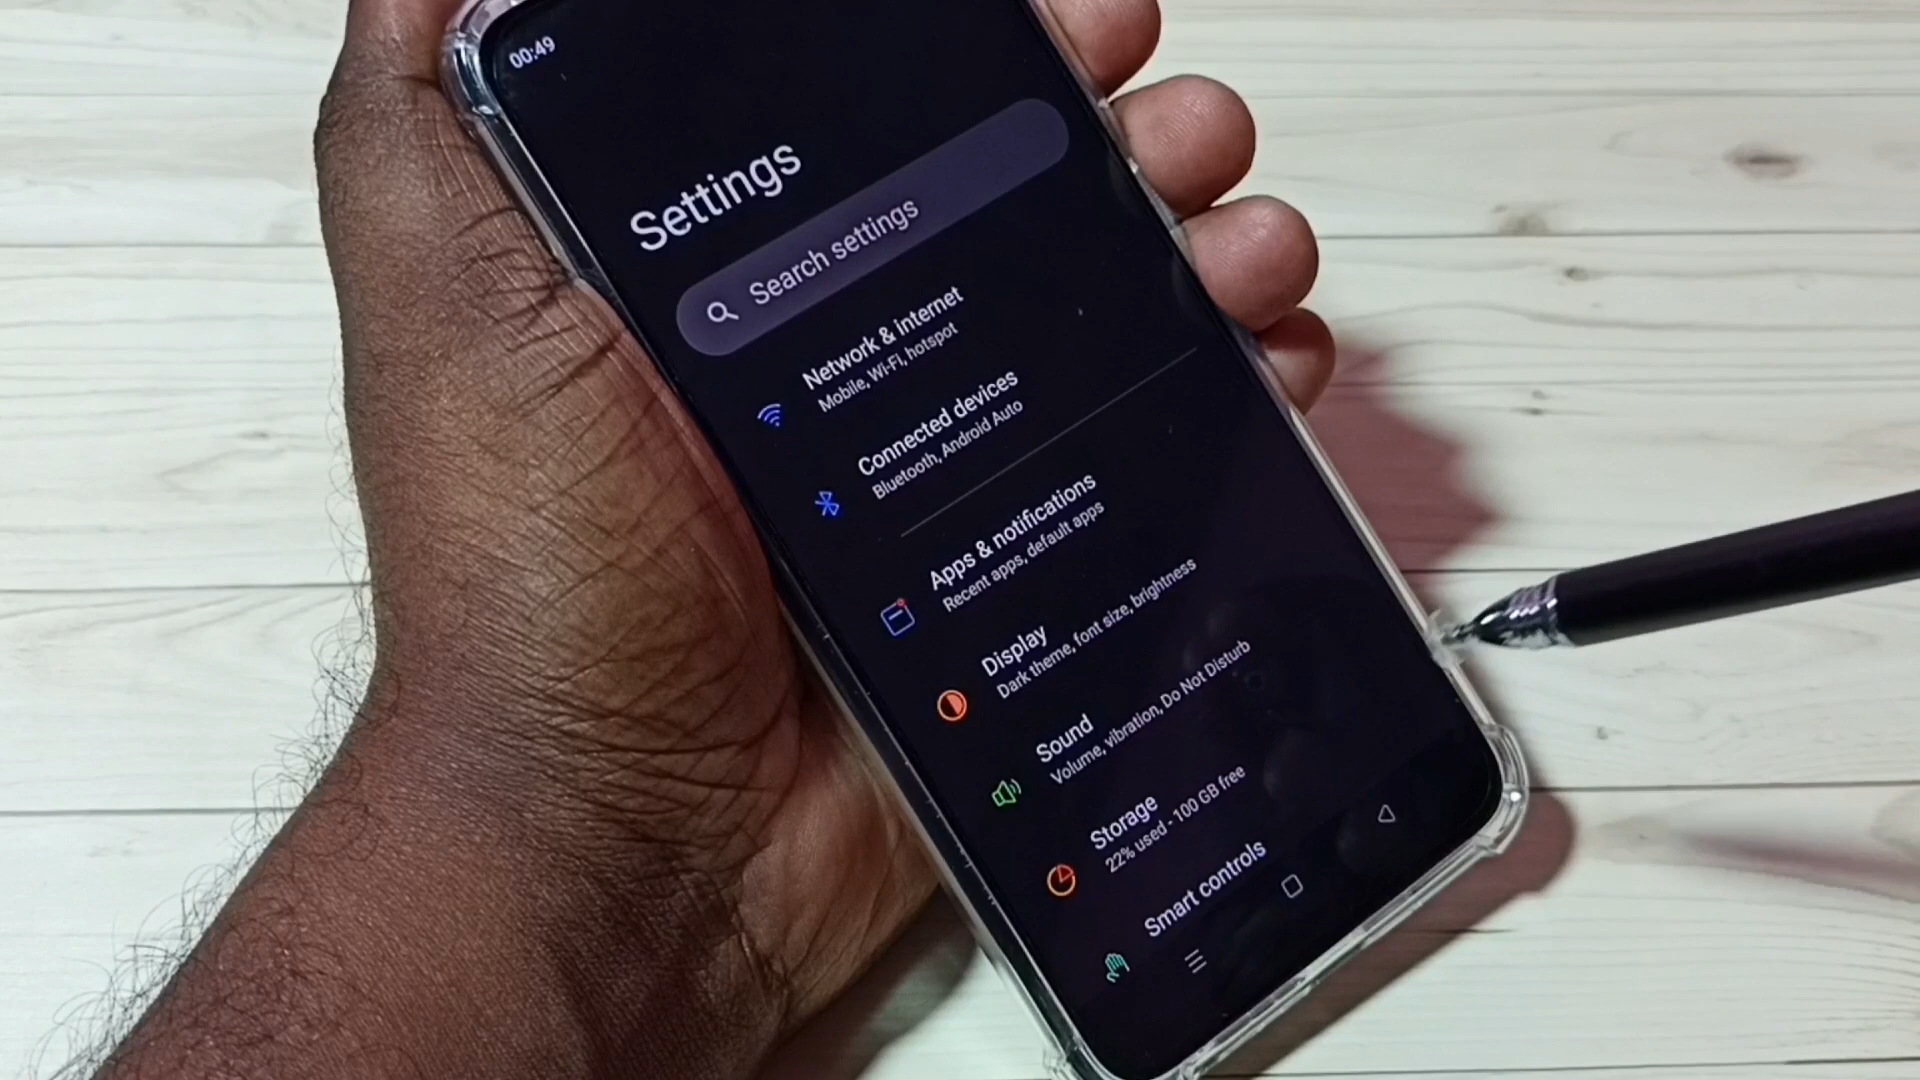 00:49
Settings
Search settings
Network & internet
Mobile, Wi-Fi, hotspot
Connected devices
Bluetooth, Android Auto
Apps & notifications
Recent apps, default apps
Display
Dark theme, font size, brightness
Sound
Volume, vibration, Do Not Disturb
Storage
22% used - 100 GB free
Smart controls